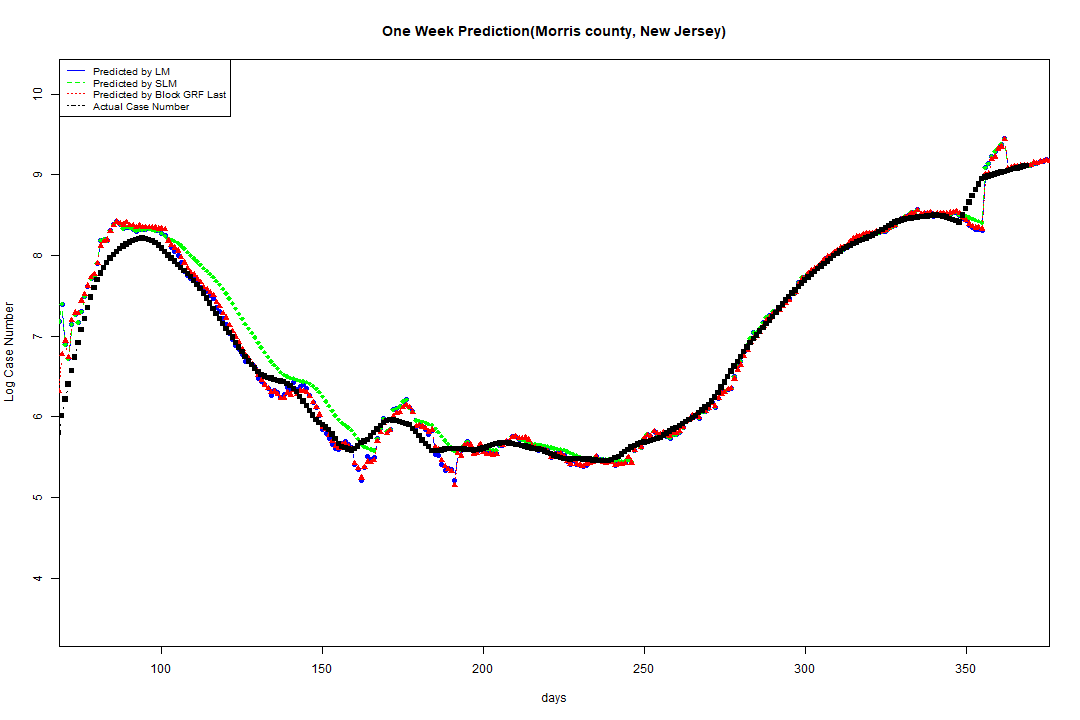 One Week Prediction(Morris county, New Jersey)
Predicted by LM
Predicted by SLM
Predicted by Block GRF Last
Actual Case Number
10
9
8
7
6
5
4
Log Case Number
100 150 200 250 300 350
days